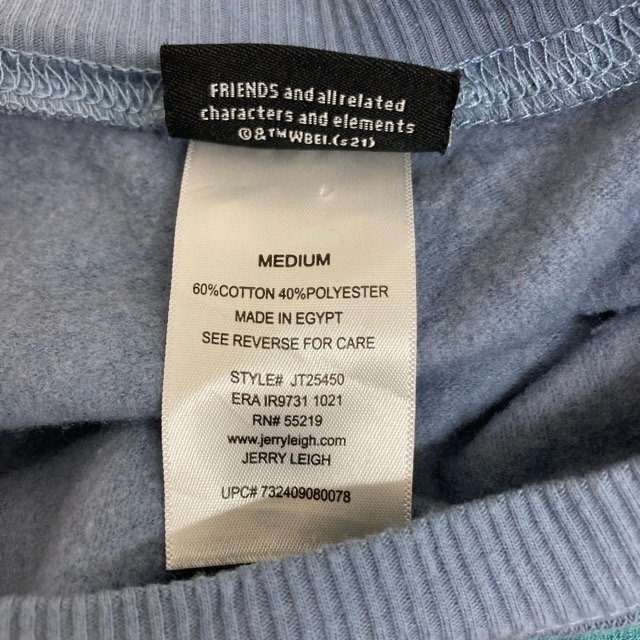 FRIENDS and all related
characters and elements
©&™WBEI.(s21)
MEDIUM
60%COTTON 40%POLYESTER
MADE IN EGYPT
SEE REVERSE FOR CARE
STYLE# JT25450
ERA IR9731 1021
RN# 55219
www.jerryleigh.com
JERRY LEIGH
UPC# 732409080078